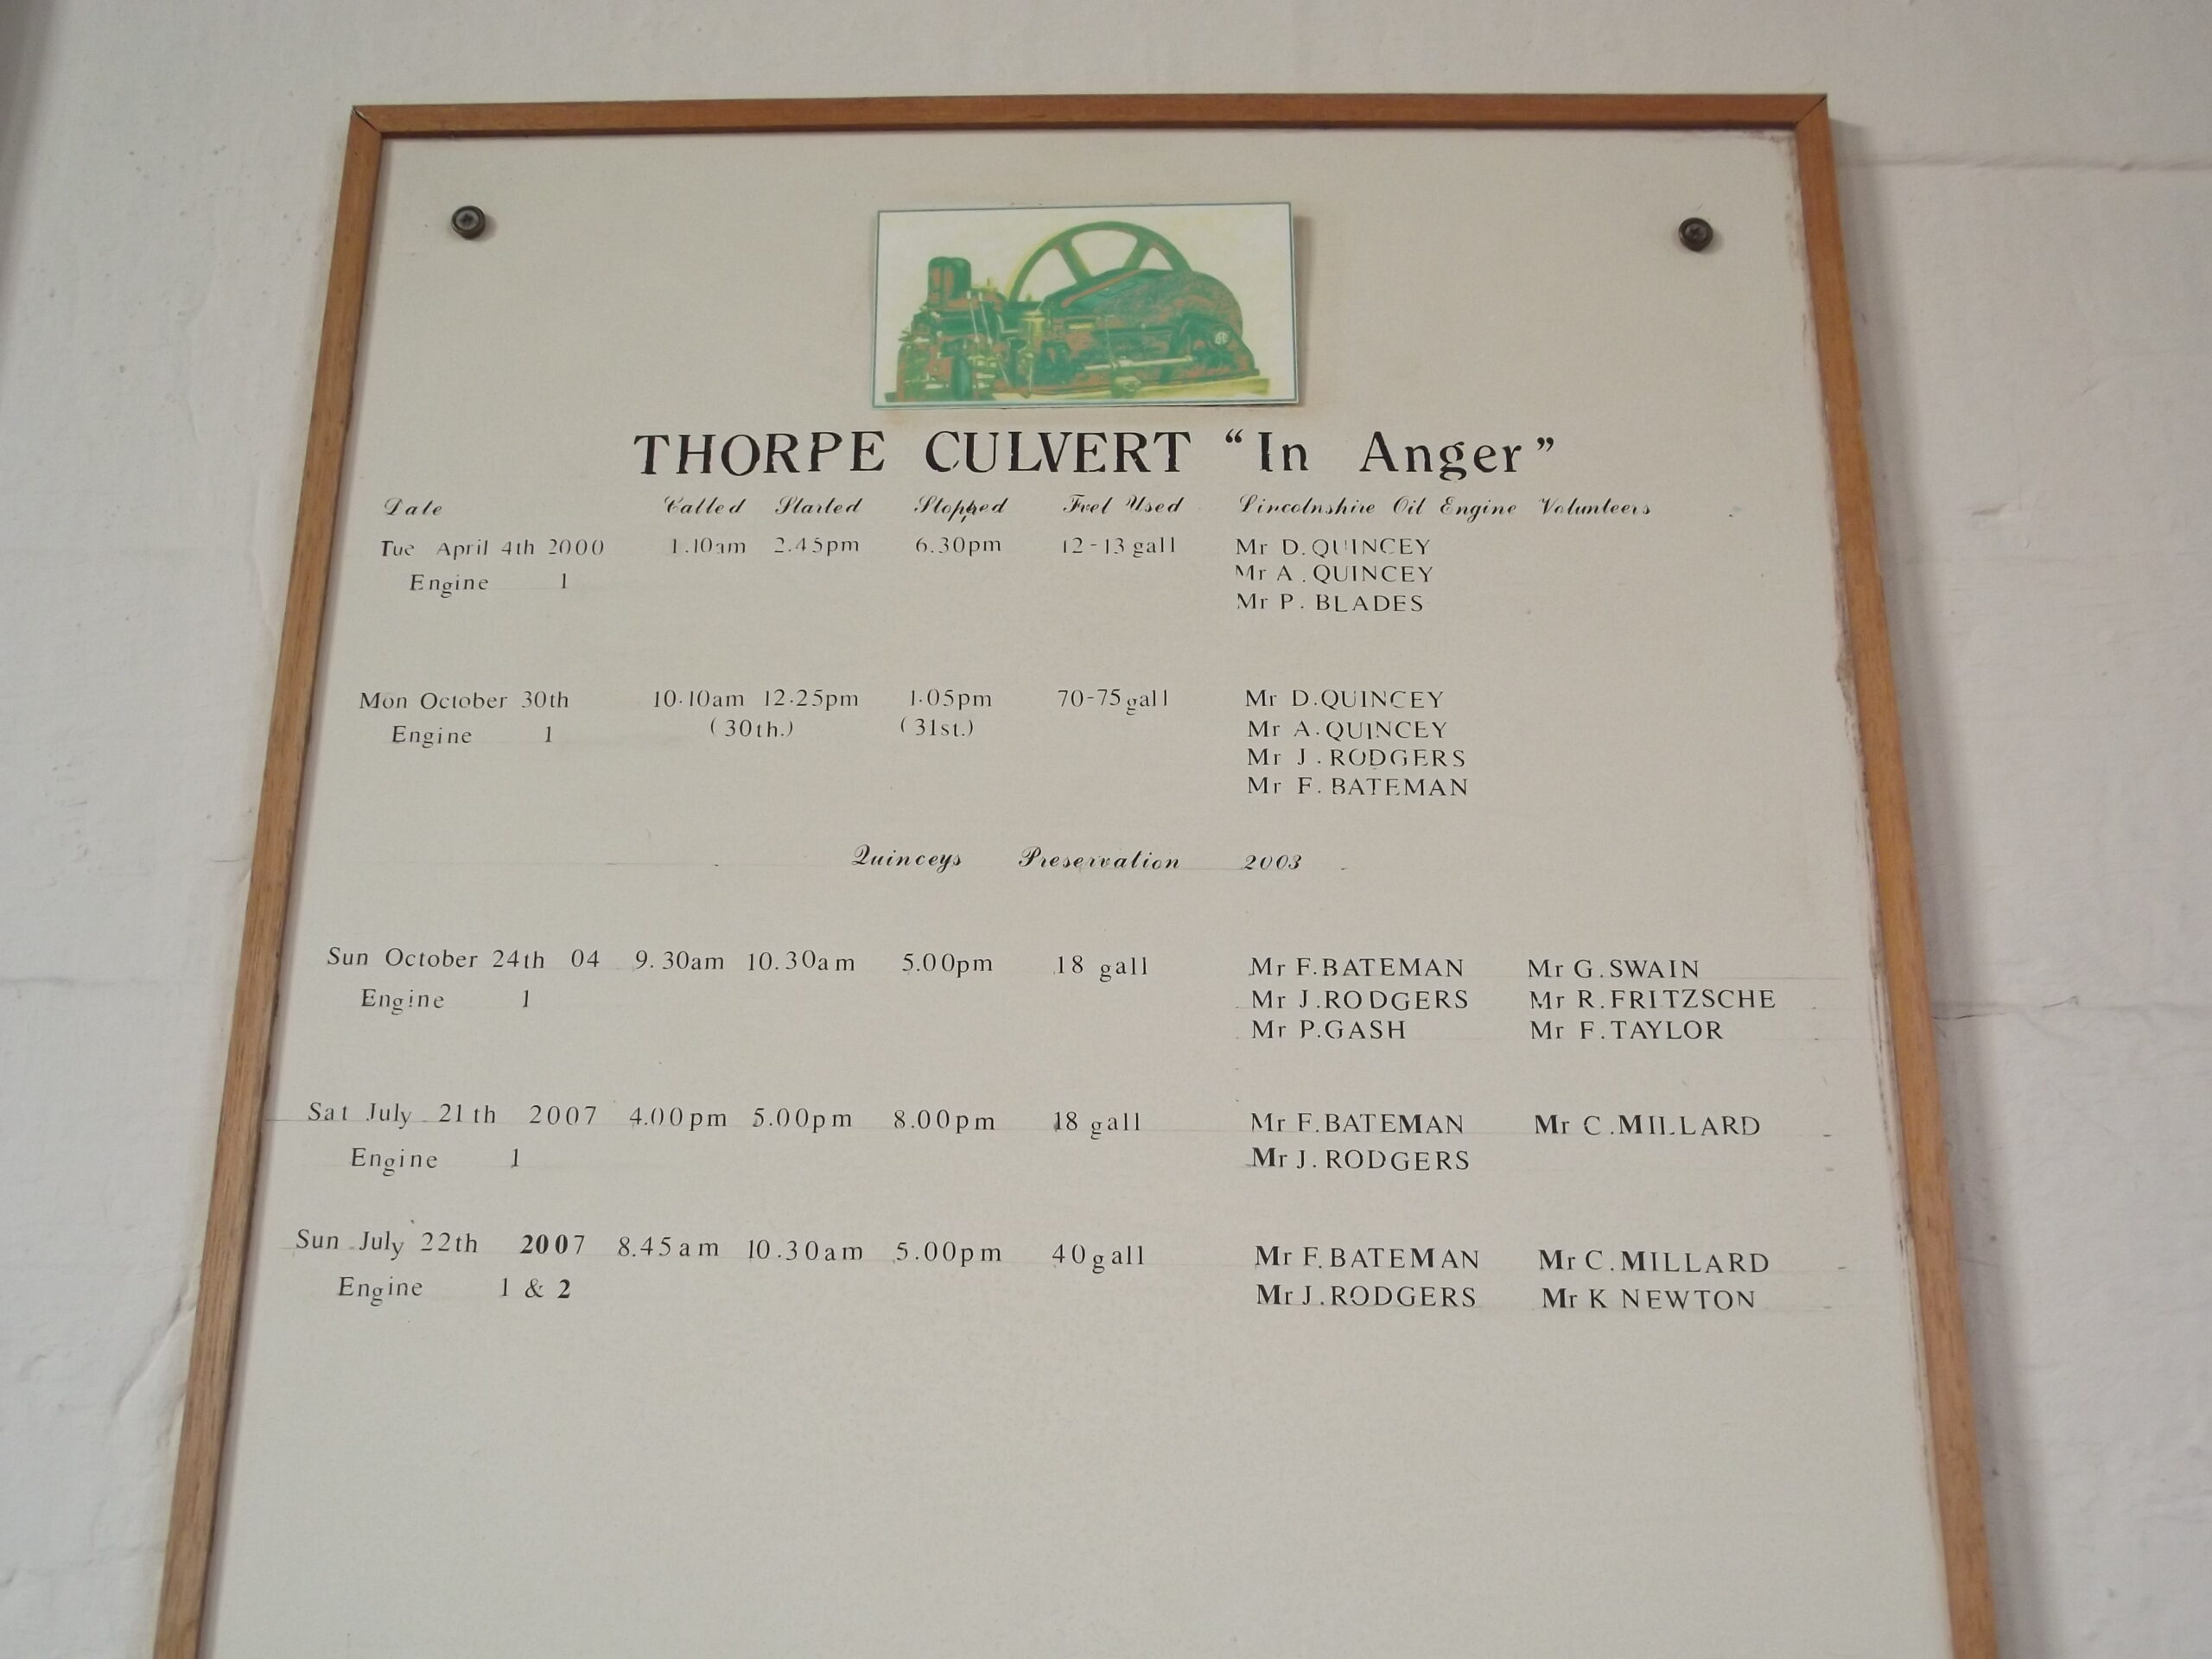 THORPE CULVERT “In Anger”
Date Called Started Stopped Fuel Used Lincolnshire Oil Engine Volunteers
Tue April 4th 2000 1.10am 2.45pm 6.30pm 12-13 gall Mr D.QUINCEY
Engine 1 Mr A.QUINCEY
Mr P. BLADES
Mon October 30th 10.10am 12.25pm 1.05pm 70-75gall Mr D.QUINCEY
Engine 1 (30th.) (31st.) Mr A.QUINCEY
Mr J.RODGERS
Mr F.BATEMAN
Quinceys Preservation 2003
Sun October 24th 04 9.30am 10.30am 5.00pm 18 gall Mr F.BATEMAN Mr G.SWAIN
Engine 1 Mr J.RODGERS Mr R.FRITZSCHE
Mr P.GASH Mr F.TAYLOR
Sat July 21th 2007 4.00pm 5.00pm 8.00pm 18 gall Mr F.BATEMAN Mr C.MILLARD
Engine 1 Mr J.RODGERS
Sun July 22th 2007 8.45am 10.30am 5.00pm 40gall Mr F.BATEMAN Mr C.MILLARD
Engine 1 & 2 Mr J.RODGERS Mr K NEWTON